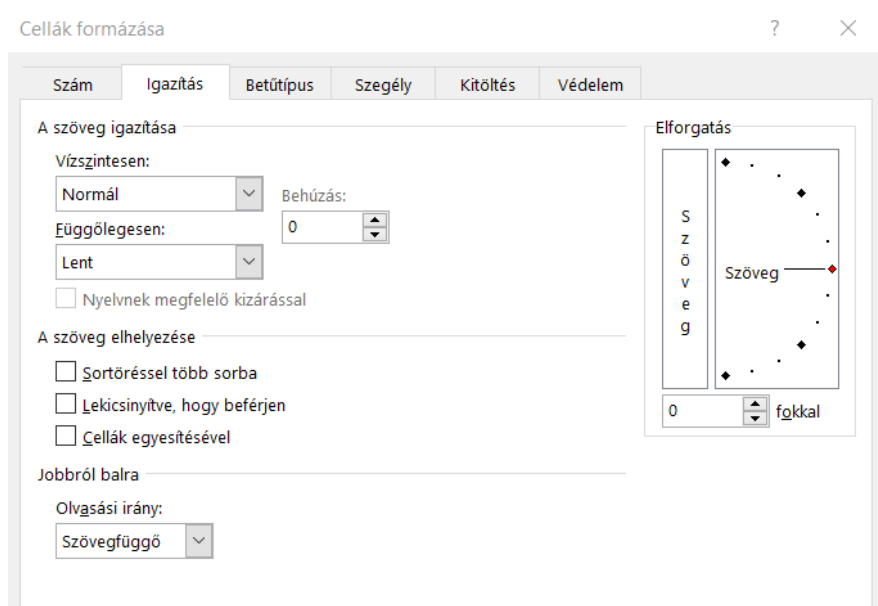 Cellák formázása
Szám Igazítás Betűtípus Szegély Kitöltés Védelem
A szöveg igazítása
Vízszintesen:
Normál
Behúzás:
0
Függőlegesen:
Lent
Nyelvnek megfelelő kizárással
A szöveg elhelyezése
Sortöréssel több sorba
Lekicsinyítve, hogy beférjen
Cellák egyesítésével
Jobbról balra
Olvasási irány:
Szövegfüggő
Elforgatás
Szöveg
Szöveg
0 fokkal